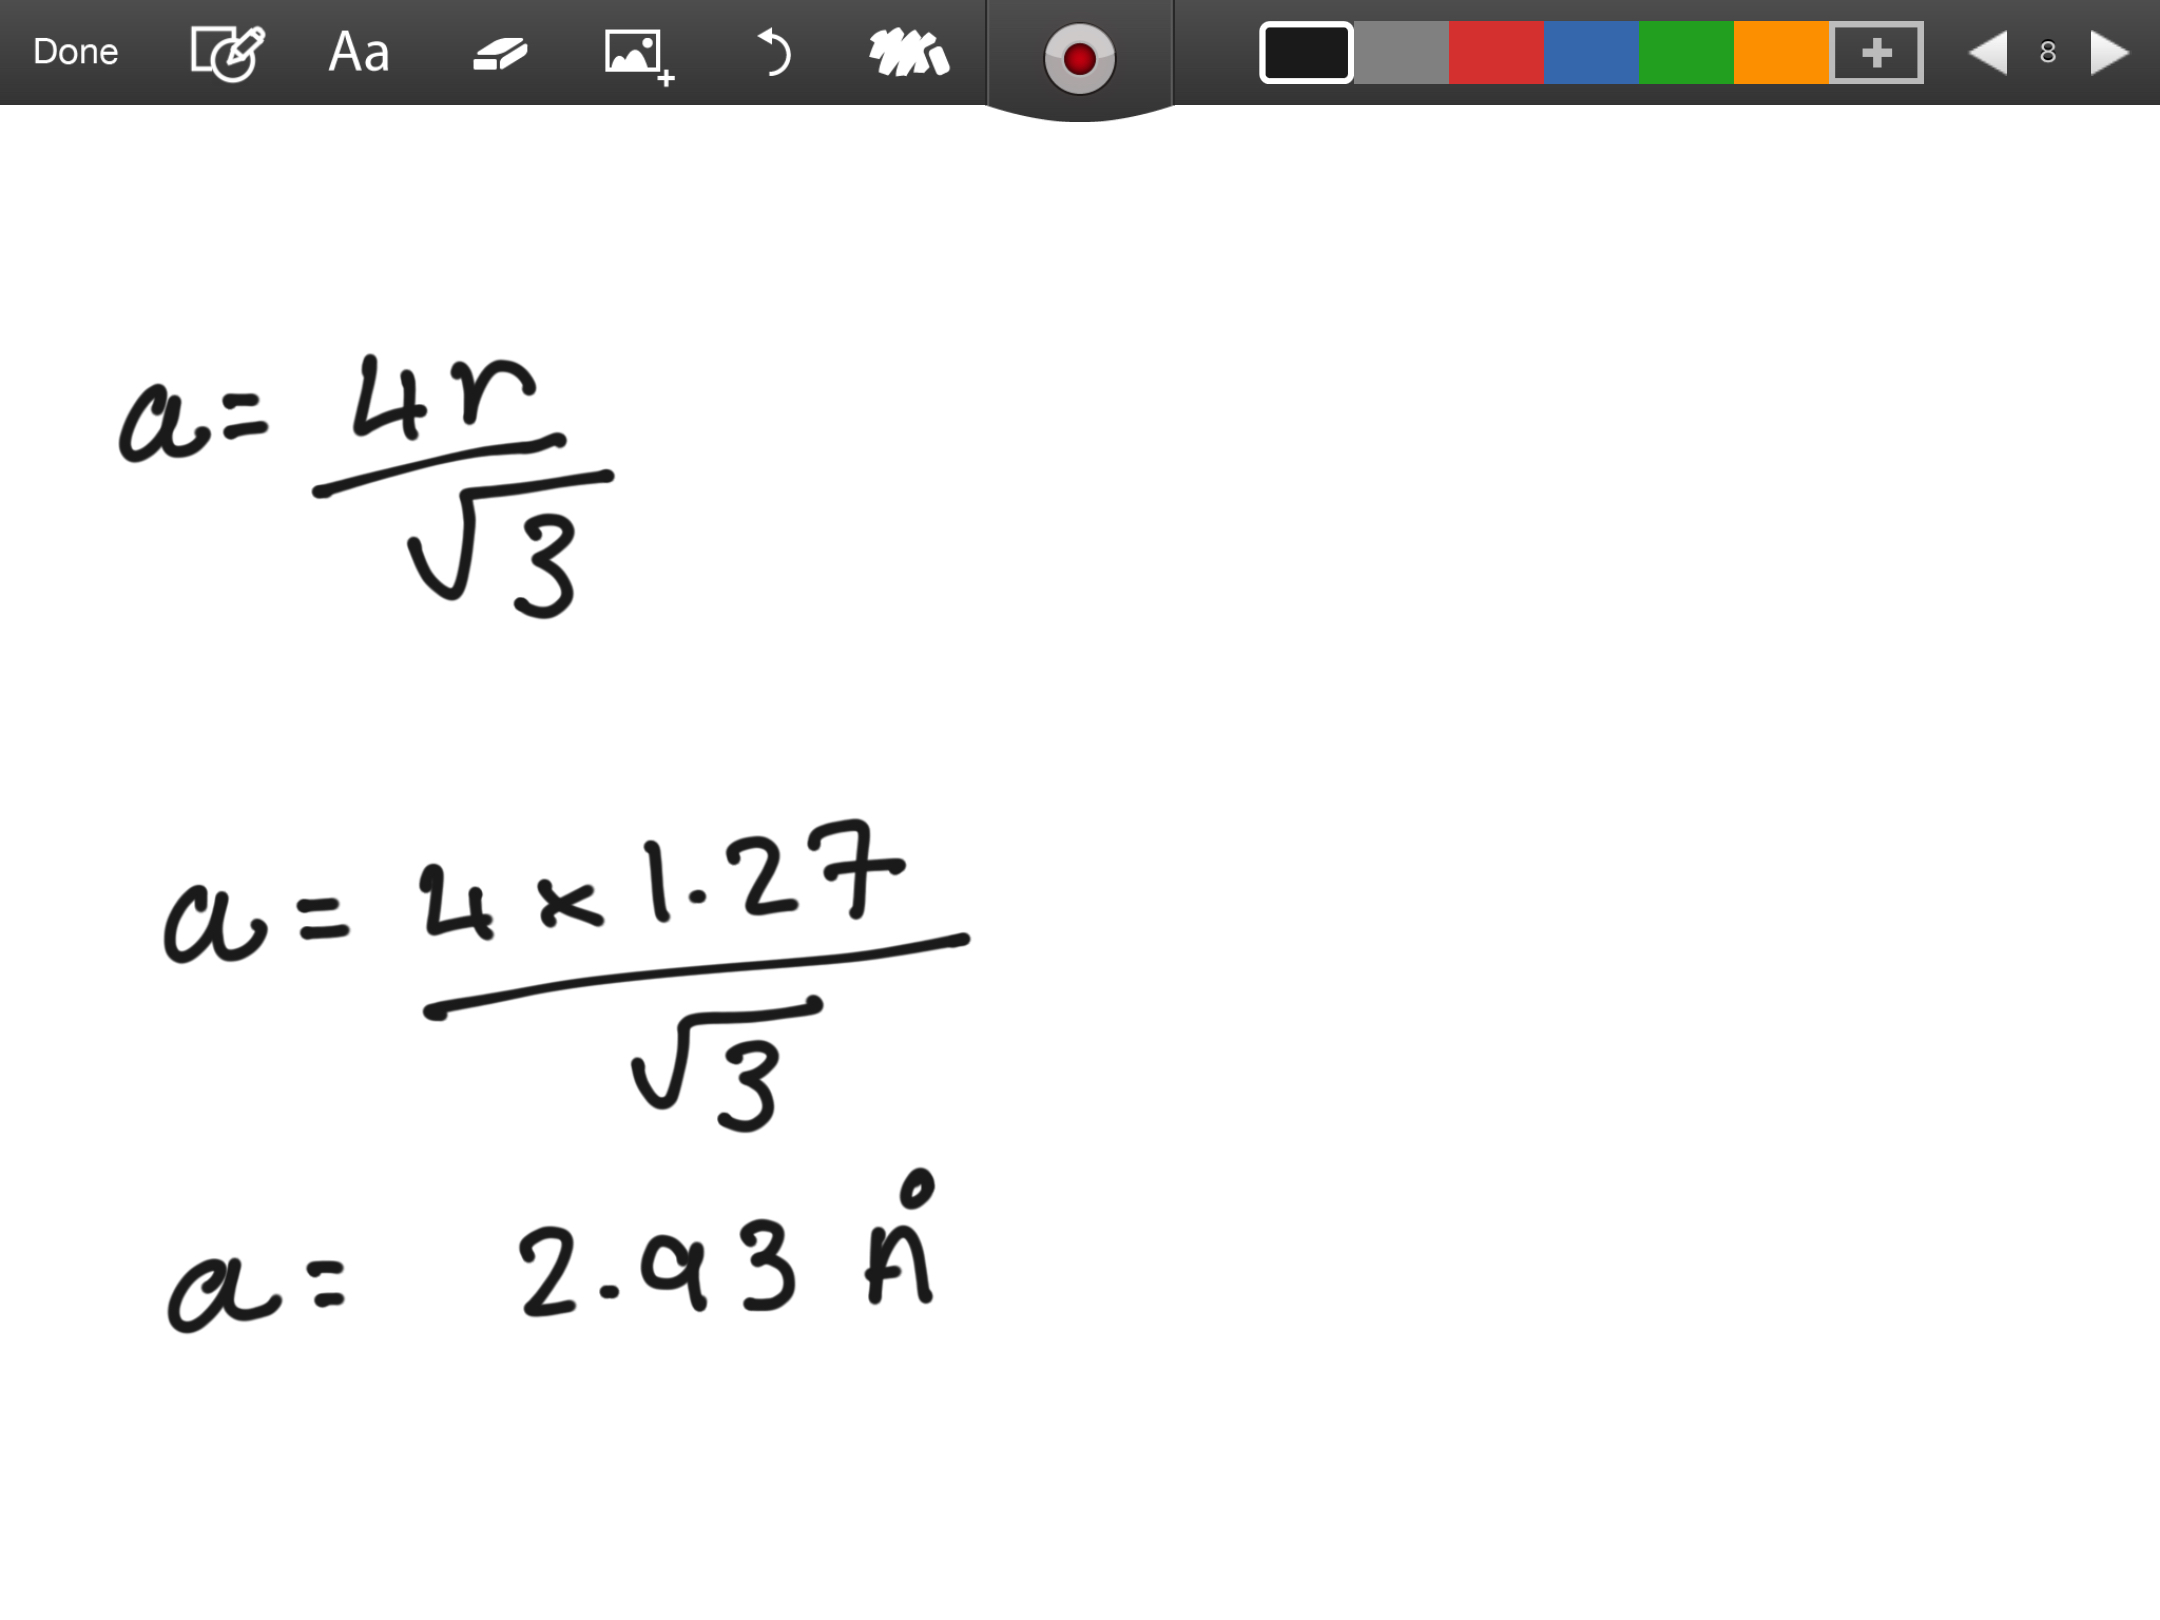 Done Aa 8
a = 4r / √3
a = 4 × 1.27 / √3
a = 2.93 Å